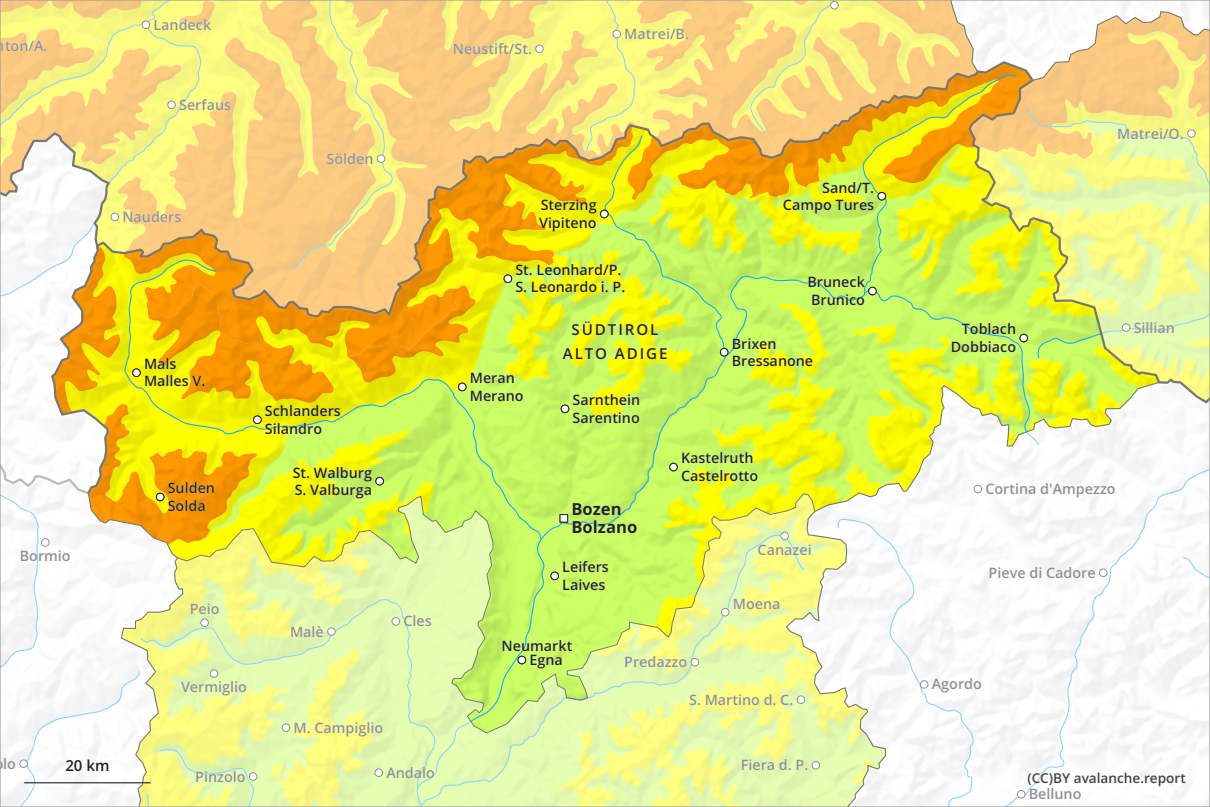 Landeck
nton/A.
Neustift/St.
Matrei/B.
Serfaus
Matrei/O.
Sölden
Nauders
Sand/T.
Campo Tures
Sterzing
Vipiteno
St. Leonhard/P.
S. Leonardo i. P.
Bruneck
Brunico
SÜDTIROL
ALTO ADIGE
Toblach
Dobbiaco
Sillian
Brixen
Bressanone
Mals
Malles V.
Meran
Merano
Sarnthein
Sarentino
Schlanders
Silandro
Kastelruth
Castelrotto
St. Walburg
S. Valburga
Sulden
Solda
Cortina d'Ampezzo
Bozen
Bolzano
Bormio
Canazei
Leifers
Laives
Pieve di Cadore
Peio
Moena
Cles
Malè
Neumarkt
Egna
Predazzo
Vermiglio
Agordo
S. Martino d. C.
M. Campiglio
olo
20 km
Pinzolo
Andalo
Fiera d. P.
(CC)BY avalanche.report
Belluno